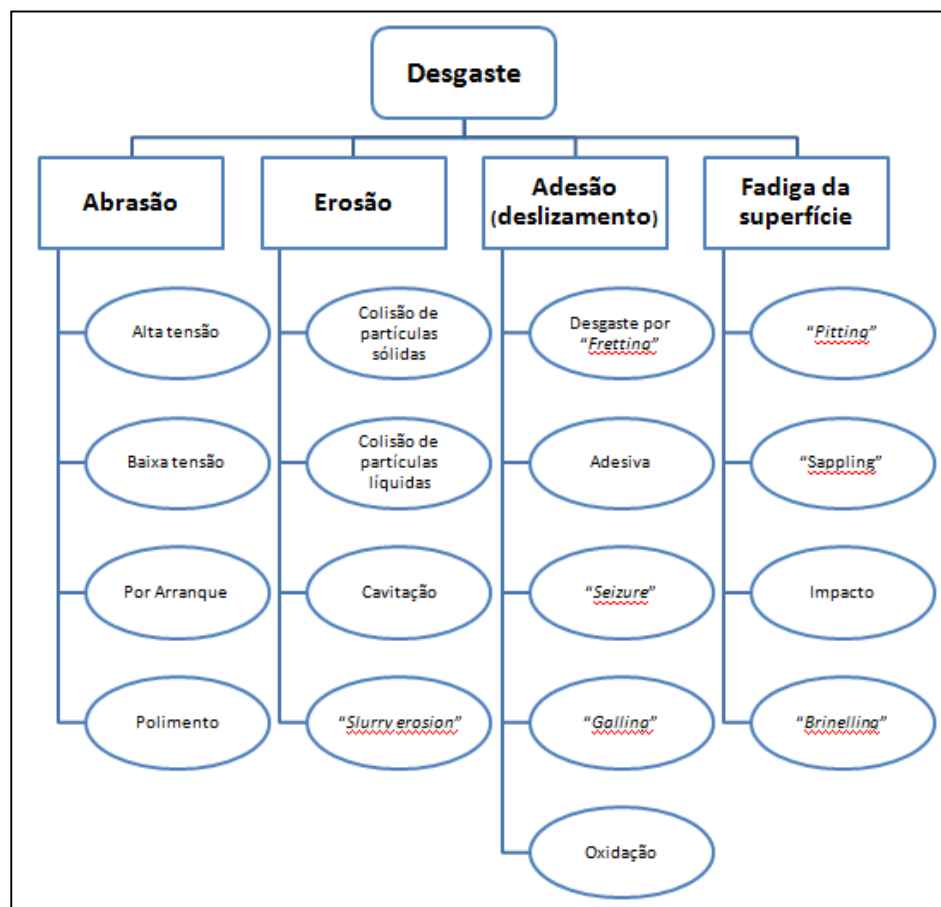 Desgaste
Abrasão
Erosão
Adesão
(deslizamento)
Fadiga da
superfície
Alta tensão
Baixa tensão
Por Arranque
Polimento
Colisão de
partículas
sólidas
Colisão de
partículas
líquidas
Cavitação
“Slurry erosion”
Desgaste por
“Fretting”
Adesiva
“Seizure”
“Galling”
Oxidação
“Pitting”
“Sappling”
Impacto
“Brinelling”